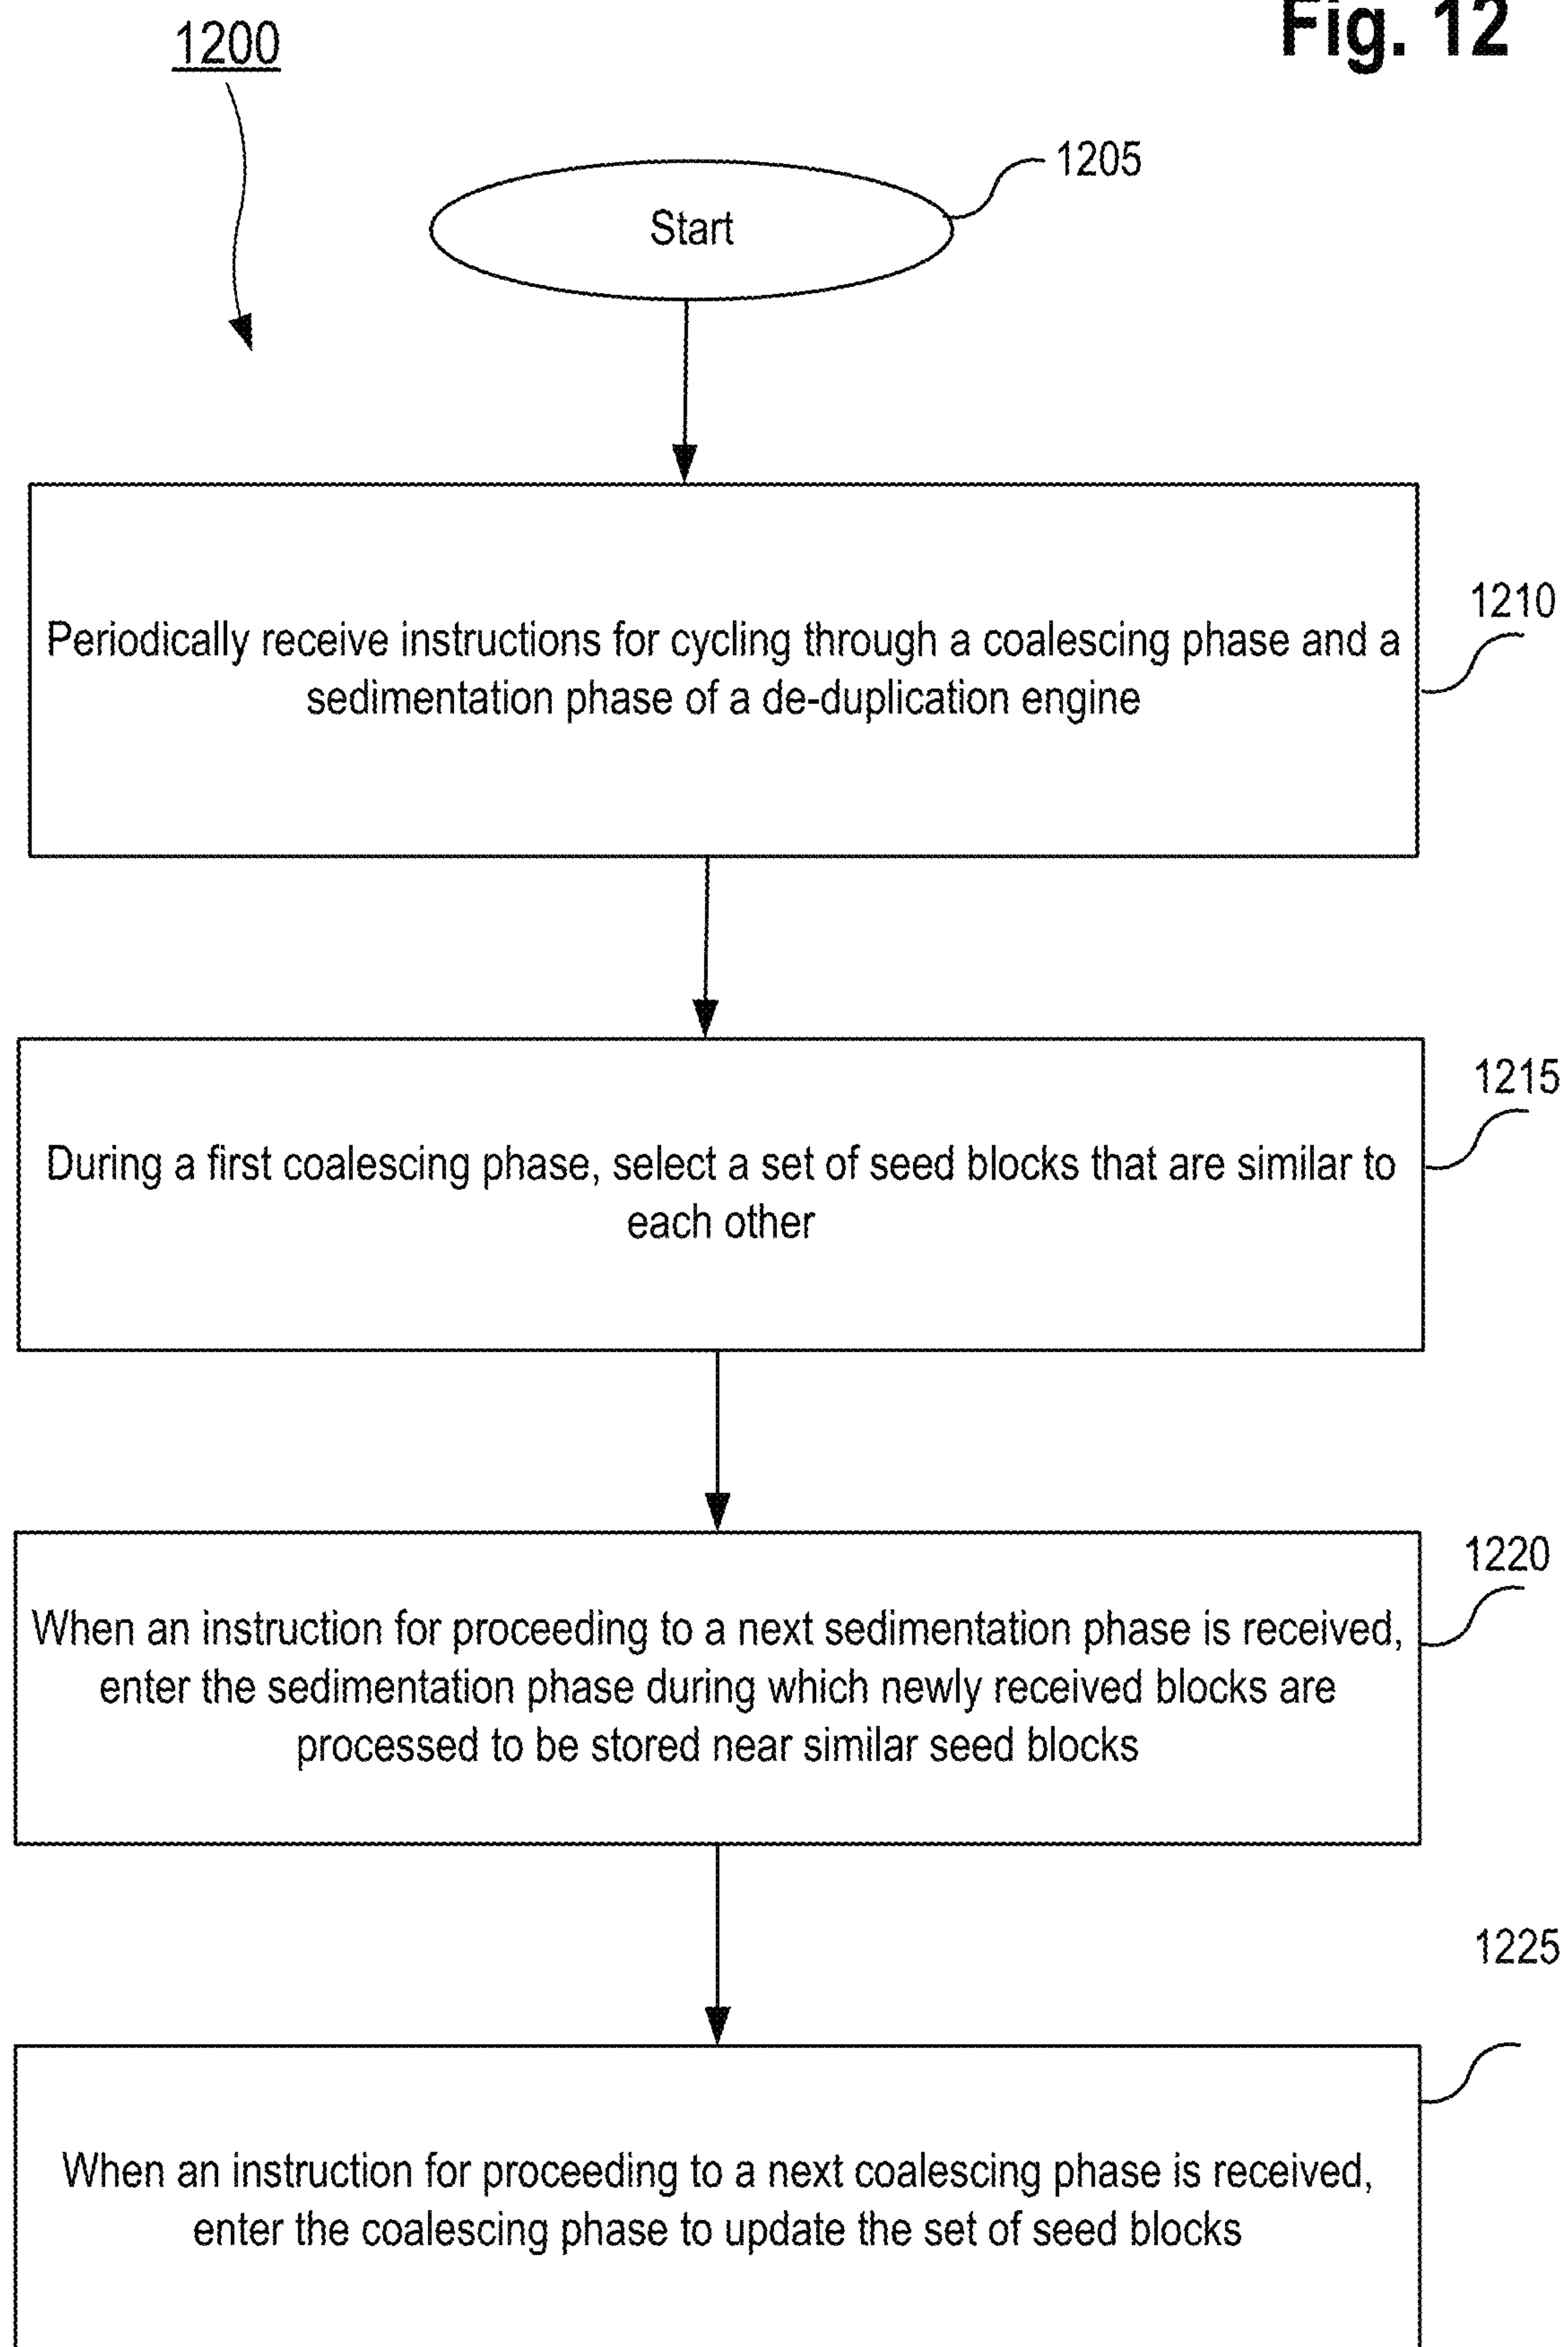 Fig. 12
1200
1205
Start
1210
Periodically receive instructions for cycling through a coalescing phase and a
sedimentation phase of a de-duplication engine
1215
During a first coalescing phase, select a set of seed blocks that are similar to
each other
1220
When an instruction for proceeding to a next sedimentation phase is received,
enter the sedimentation phase during which newly received blocks are
processed to be stored near similar seed blocks
1225
When an instruction for proceeding to a next coalescing phase is received,
enter the coalescing phase to update the set of seed blocks